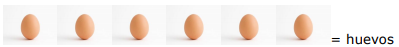 = huevos